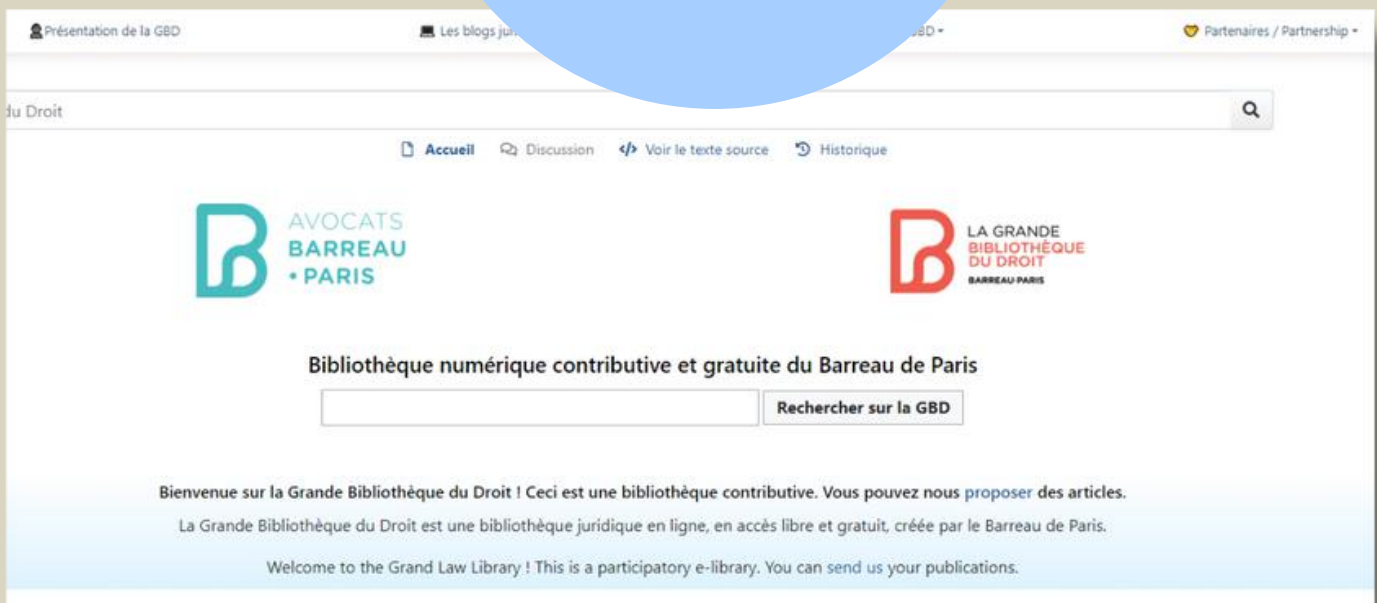 Présentation de la GBD
Les blogs
GBD
Partenaires / Partnership
du Droit
Accueil Discussion </> Voir le texte source Historique
AVOCATS
BARREAU
• PARIS
LA GRANDE
BIBLIOTHÈQUE
DU DROIT
BARREAU PARIS
Bibliothèque numérique contributive et gratuite du Barreau de Paris
Rechercher sur la GBD
Bienvenue sur la Grande Bibliothèque du Droit ! Ceci est une bibliothèque contributive. Vous pouvez nous proposer des articles.
La Grande Bibliothèque du Droit est une bibliothèque juridique en ligne, en accès libre et gratuit, créée par le Barreau de Paris.
Welcome to the Grand Law Library ! This is a participatory e-library. You can send us your publications.